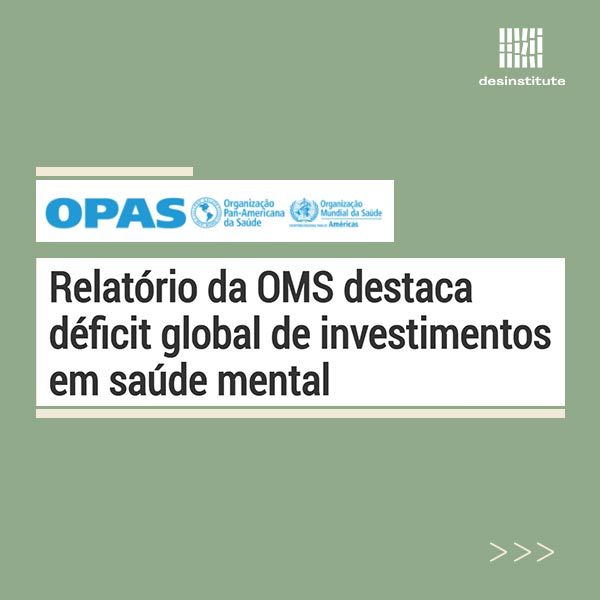 desinstitute
OPAS
Organização
Pan-Americana
da Saúde
Organização
Mundial da Saúde
Américas
Relatório da OMS destaca
déficit global de investimentos
em saúde mental
>>>